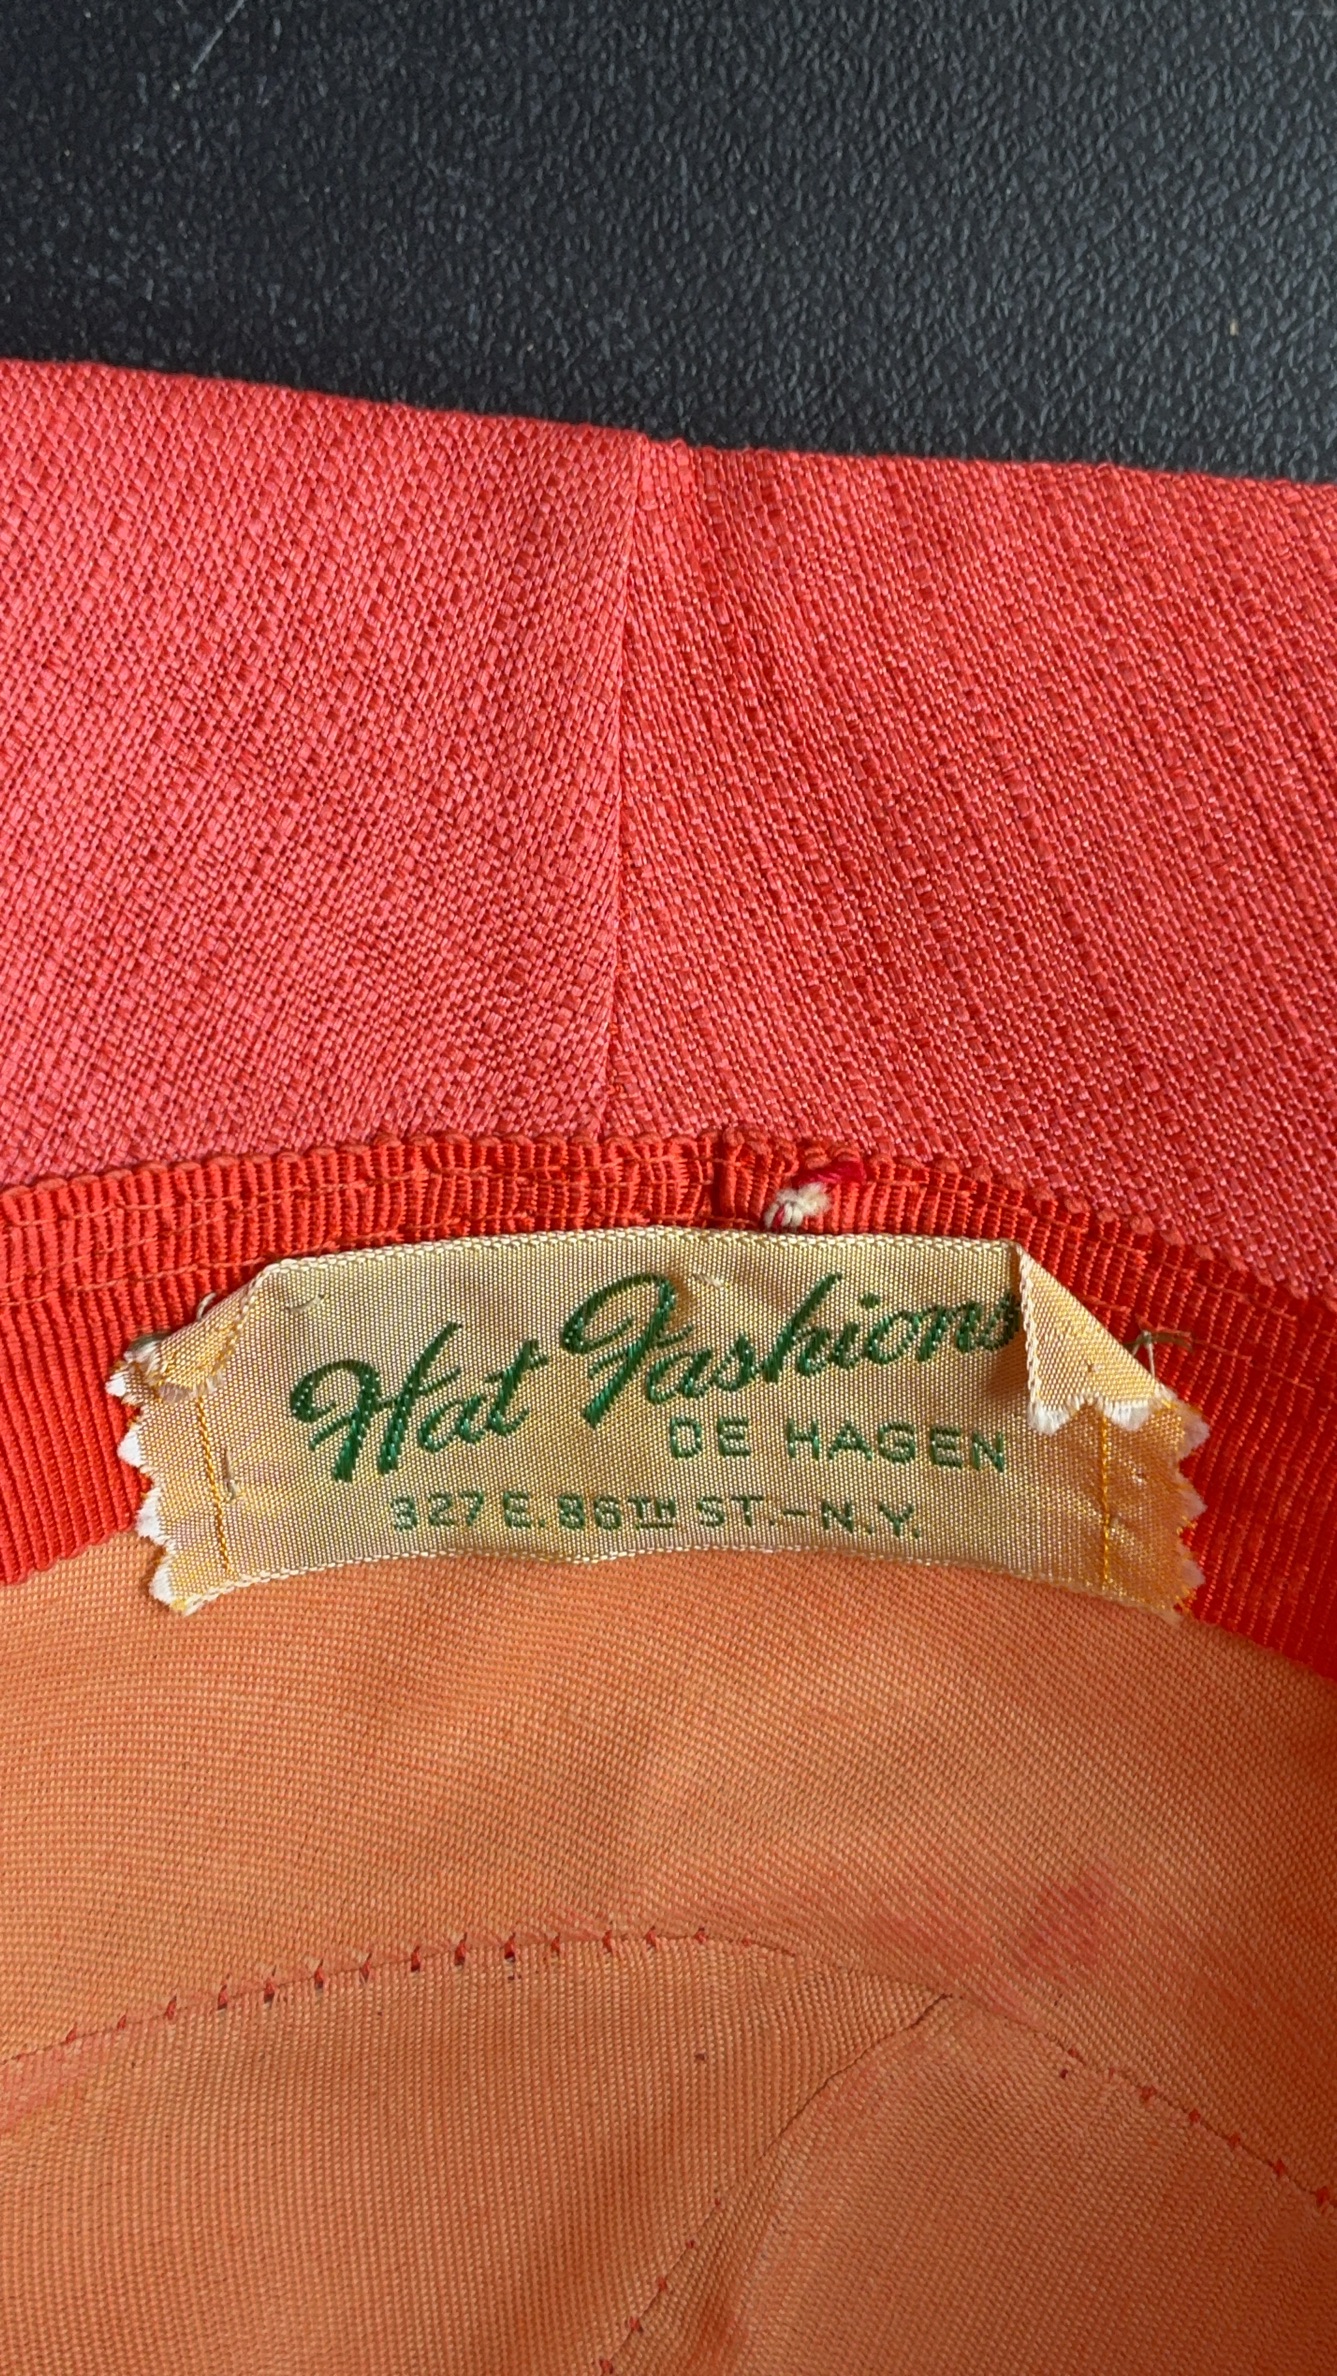 Hat Fashions
DE HAGEN
327 E. 86TH ST.-N.Y.